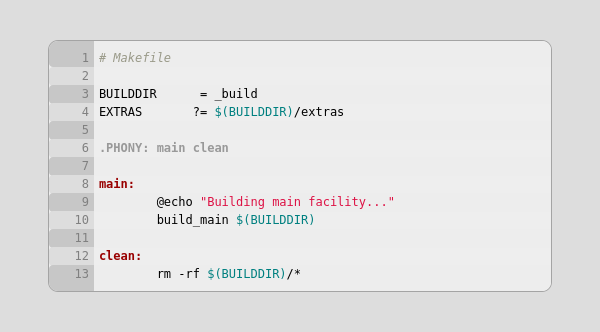 1 # Makefile
2
3 BUILDDIR      = _build
4 EXTRAS       ?= $(BUILDDIR)/extras
5
6 .PHONY: main clean
7
8 main:
9         @echo "Building main facility..."
10         build_main $(BUILDDIR)
11
12 clean:
13         rm -rf $(BUILDDIR)/*